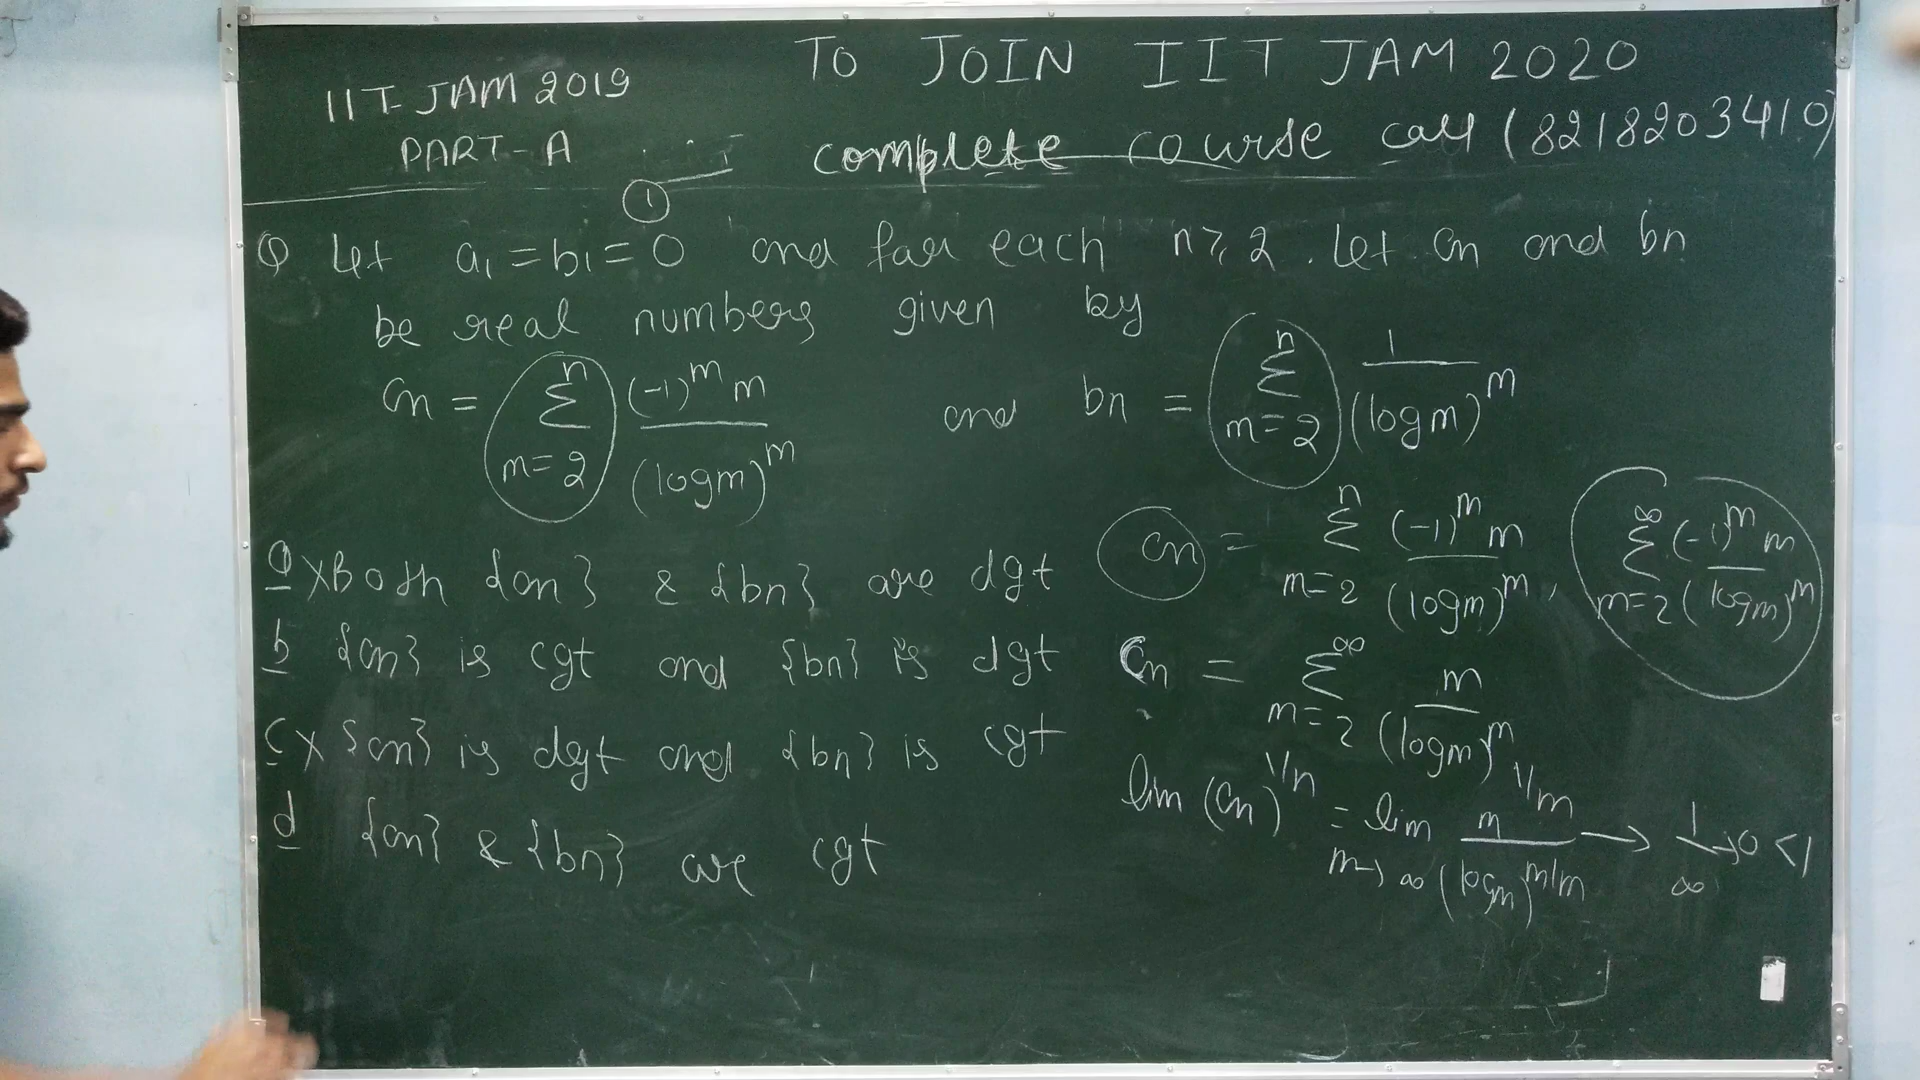 IIT-JAM 2019
PART-A
TO JOIN IIT JAM 2020
complete course call (8218203410)
①
Q Let a₁ = b₁ = 0 and for each n ≥ 2. Let an and bn
be real numbers given by
an = Σ_{m=2}^{n} (-1)^m m / (log m)^m and bn = Σ_{m=2}^{n} 1 / (log m)^m
a × Both {an} & {bn} are dgt
b {an} is cgt and {bn} is dgt
c × {an} is dgt and {bn} is cgt
d {an} & {bn} are cgt
an = Σ_{m=2}^{n} (-1)^m m / (log m)^m , Σ_{m=2}^{∞} (-1)^m m / (log m)^m
Cn = Σ_{m=2}^{∞} m / (log m)^m
lim (Cn)^{1/n} = lim_{m→∞} m^{1/m} / (log m)^{m/m} → 1/∞ → 0 < 1